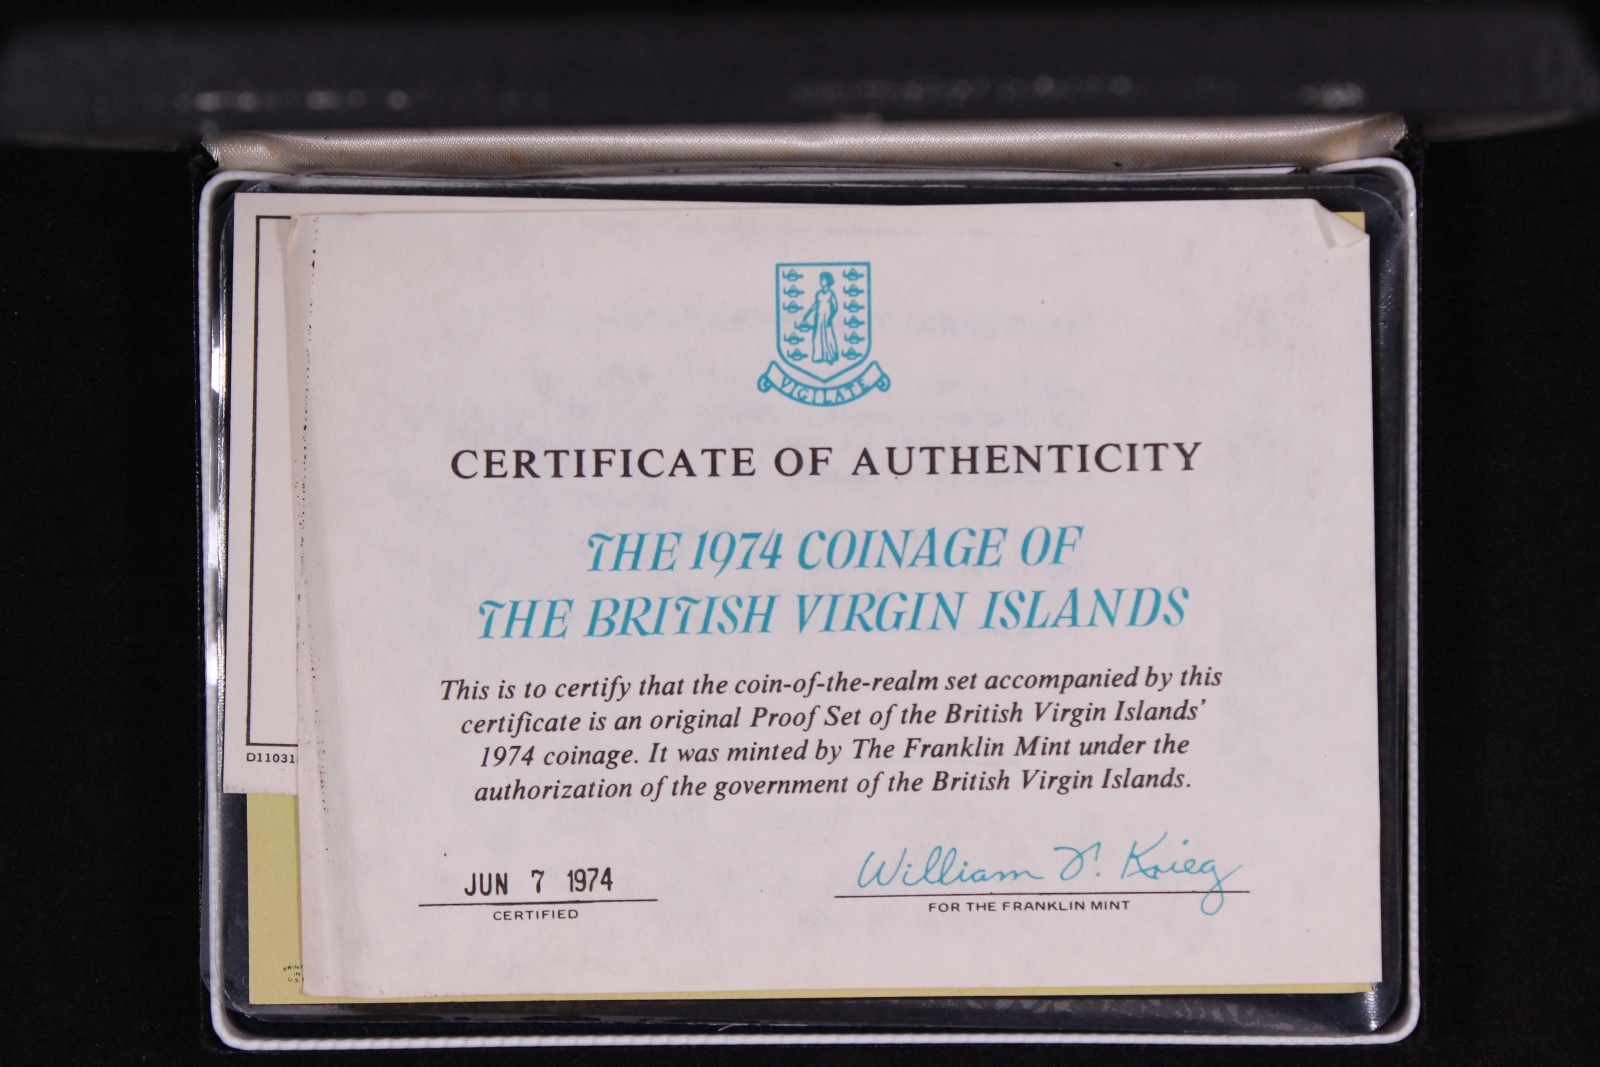 VIGILATE
CERTIFICATE OF AUTHENTICITY
THE 1974 COINAGE OF
THE BRITISH VIRGIN ISLANDS
This is to certify that the coin-of-the-realm set accompanied by this
certificate is an original Proof Set of the British Virgin Islands'
1974 coinage. It was minted by The Franklin Mint under the
authorization of the government of the British Virgin Islands.
JUN 7 1974
CERTIFIED
William T. Krieg
FOR THE FRANKLIN MINT
D11031